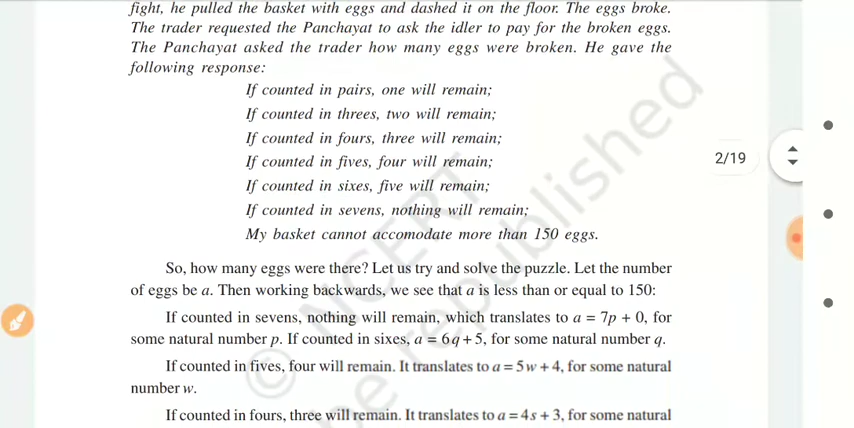 fight, he pulled the basket with eggs and dashed it on the floor. The eggs broke.
The trader requested the Panchayat to ask the idler to pay for the broken eggs.
The Panchayat asked the trader how many eggs were broken. He gave the
following response:
If counted in pairs, one will remain;
If counted in threes, two will remain;
If counted in fours, three will remain;
If counted in fives, four will remain;
If counted in sixes, five will remain;
If counted in sevens, nothing will remain;
My basket cannot accomodate more than 150 eggs.
2/19
So, how many eggs were there? Let us try and solve the puzzle. Let the number
of eggs be a. Then working backwards, we see that a is less than or equal to 150:
If counted in sevens, nothing will remain, which translates to a = 7p + 0, for
some natural number p. If counted in sixes, a = 6q + 5, for some natural number q.
If counted in fives, four will remain. It translates to a = 5w + 4, for some natural
number w.
If counted in fours, three will remain. It translates to a = 4s + 3, for some natural
© NCERT
be republished